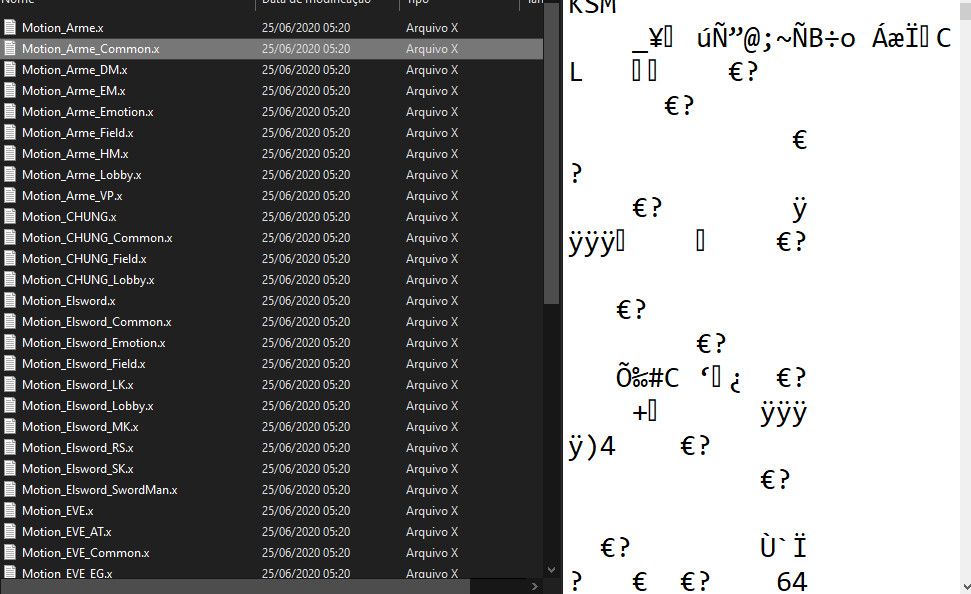 Nome Data de modificação Tipo Tam
Motion_Arme.x 25/06/2020 05:20 Arquivo X
Motion_Arme_Common.x 25/06/2020 05:20 Arquivo X
Motion_Arme_DM.x 25/06/2020 05:20 Arquivo X
Motion_Arme_EM.x 25/06/2020 05:20 Arquivo X
Motion_Arme_Emotion.x 25/06/2020 05:20 Arquivo X
Motion_Arme_Field.x 25/06/2020 05:20 Arquivo X
Motion_Arme_HM.x 25/06/2020 05:20 Arquivo X
Motion_Arme_Lobby.x 25/06/2020 05:20 Arquivo X
Motion_Arme_VP.x 25/06/2020 05:20 Arquivo X
Motion_CHUNG.x 25/06/2020 05:20 Arquivo X
Motion_CHUNG_Common.x 25/06/2020 05:20 Arquivo X
Motion_CHUNG_Field.x 25/06/2020 05:20 Arquivo X
Motion_CHUNG_Lobby.x 25/06/2020 05:20 Arquivo X
Motion_Elsword.x 25/06/2020 05:20 Arquivo X
Motion_Elsword_Common.x 25/06/2020 05:20 Arquivo X
Motion_Elsword_Emotion.x 25/06/2020 05:20 Arquivo X
Motion_Elsword_Field.x 25/06/2020 05:20 Arquivo X
Motion_Elsword_LK.x 25/06/2020 05:20 Arquivo X
Motion_Elsword_Lobby.x 25/06/2020 05:20 Arquivo X
Motion_Elsword_MK.x 25/06/2020 05:20 Arquivo X
Motion_Elsword_RS.x 25/06/2020 05:20 Arquivo X
Motion_Elsword_SK.x 25/06/2020 05:20 Arquivo X
Motion_Elsword_SwordMan.x 25/06/2020 05:20 Arquivo X
Motion_EVE.x 25/06/2020 05:20 Arquivo X
Motion_EVE_AT.x 25/06/2020 05:20 Arquivo X
Motion_EVE_Common.x 25/06/2020 05:20 Arquivo X
Motion_EVE_EG.x 25/06/2020 05:20 Arquivo X
KSM
_¥▯ úÑ”@;~ÑB÷o ÁæÏ▯C
L ▯▯ €?
€?
€
?
€? ÿ
ÿÿÿ▯ ▯ €?
€?
€?
Õ‰#C ‘▯¿ €?
+▯ ÿÿÿ
ÿ)4 €?
€?
€? Ù`Ï
? € €? 64